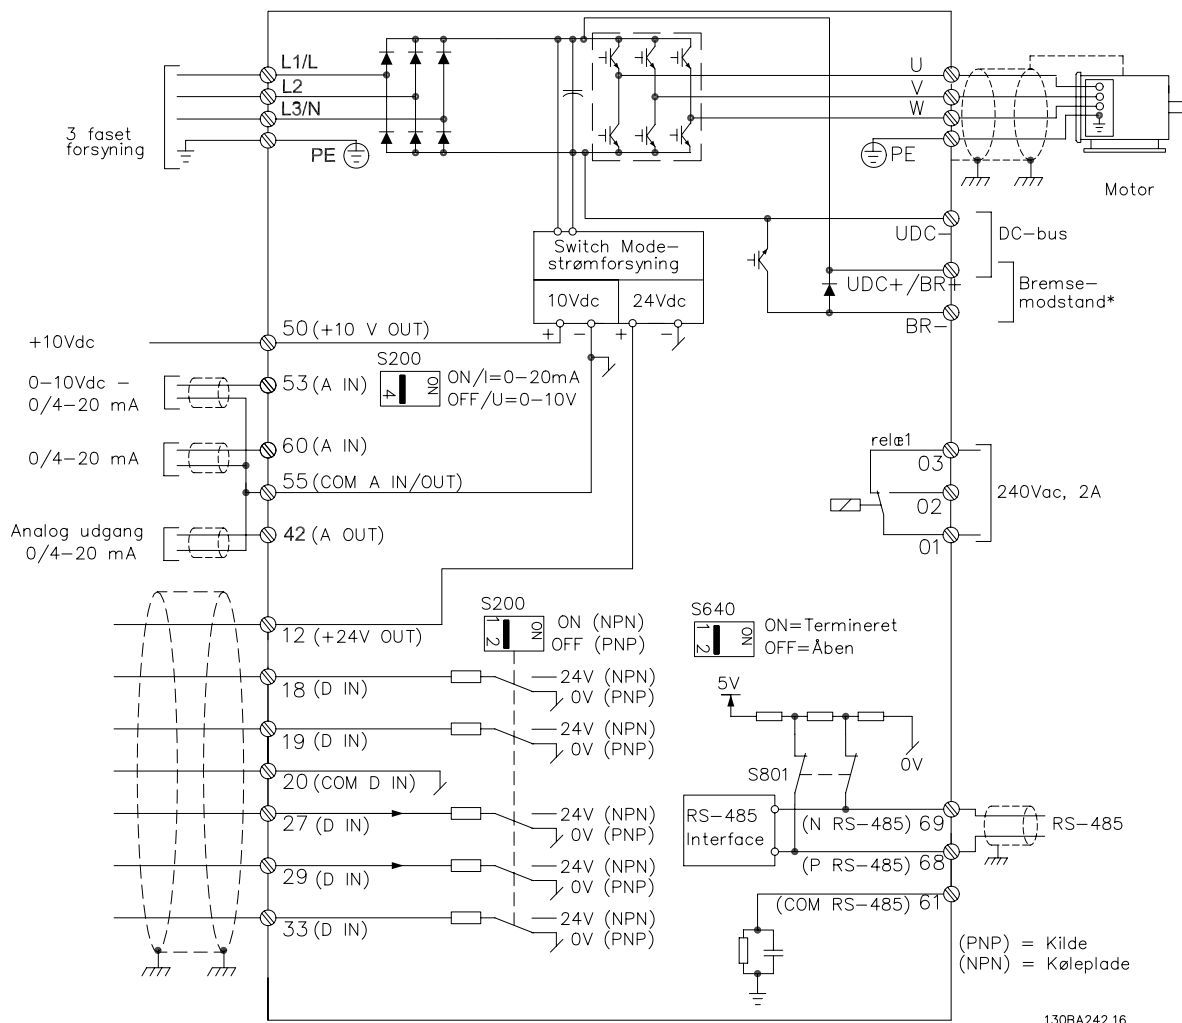 L1/L
L2
L3/N
3 faset
forsyning
PE
U
V
W
PE
Motor
UDC-
DC-bus
UDC+/BR+
Bremse-
modstand*
BR-
Switch Mode-
strømforsyning
10Vdc
24Vdc
+ - + -
+10Vdc
50 (+10 V OUT)
S200
ON
4
ON/I=0-20mA
OFF/U=0-10V
0-10Vdc -
0/4-20 mA
53 (A IN)
0/4-20 mA
60 (A IN)
55 (COM A IN/OUT)
Analog udgang
0/4-20 mA
42 (A OUT)
relæ1
03
02
01
240Vac, 2A
12 (+24V OUT)
S200
1 2
ON
ON (NPN)
OFF (PNP)
S640
1 2
ON
ON=Termineret
OFF=Åben
18 (D IN)
24V (NPN)
0V (PNP)
19 (D IN)
24V (NPN)
0V (PNP)
20 (COM D IN)
27 (D IN)
24V (NPN)
0V (PNP)
29 (D IN)
24V (NPN)
0V (PNP)
33 (D IN)
24V (NPN)
0V (PNP)
5V
0V
S801
RS-485
Interface
(N RS-485) 69
RS-485
(P RS-485) 68
(COM RS-485) 61
(PNP) = Kilde
(NPN) = Køleplade
130BA242.16